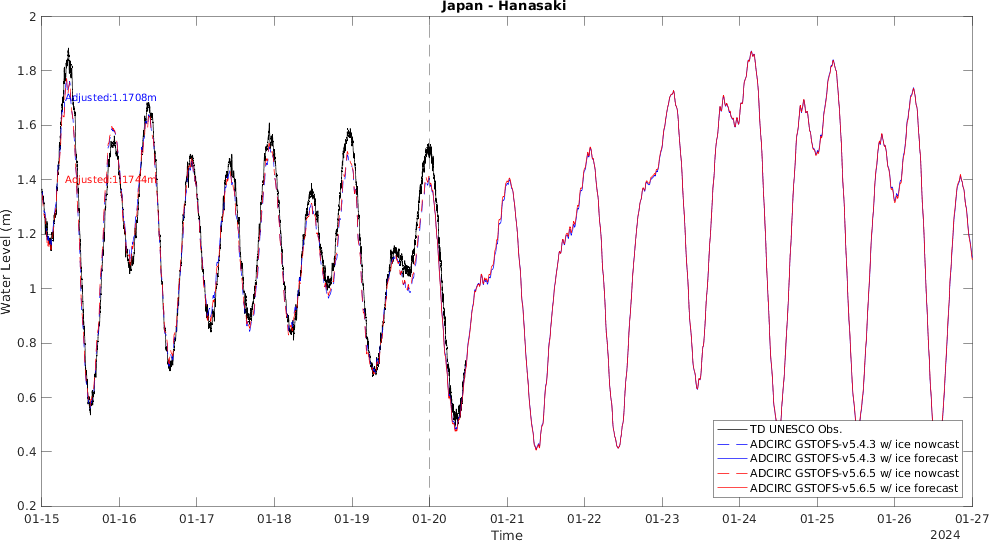 Japan - Hanasaki
2
1.8
1.6
1.4
1.2
1
0.8
0.6
0.4
0.2
Water Level (m)
Adjusted:1.1708m
Adjusted:1.1744m
TD UNESCO Obs.
ADCIRC GSTOFS-v5.4.3 w/ ice nowcast
ADCIRC GSTOFS-v5.4.3 w/ ice forecast
ADCIRC GSTOFS-v5.6.5 w/ ice nowcast
ADCIRC GSTOFS-v5.6.5 w/ ice forecast
01-15 01-16 01-17 01-18 01-19 01-20 01-21 01-22 01-23 01-24 01-25 01-26 01-27
Time
2024